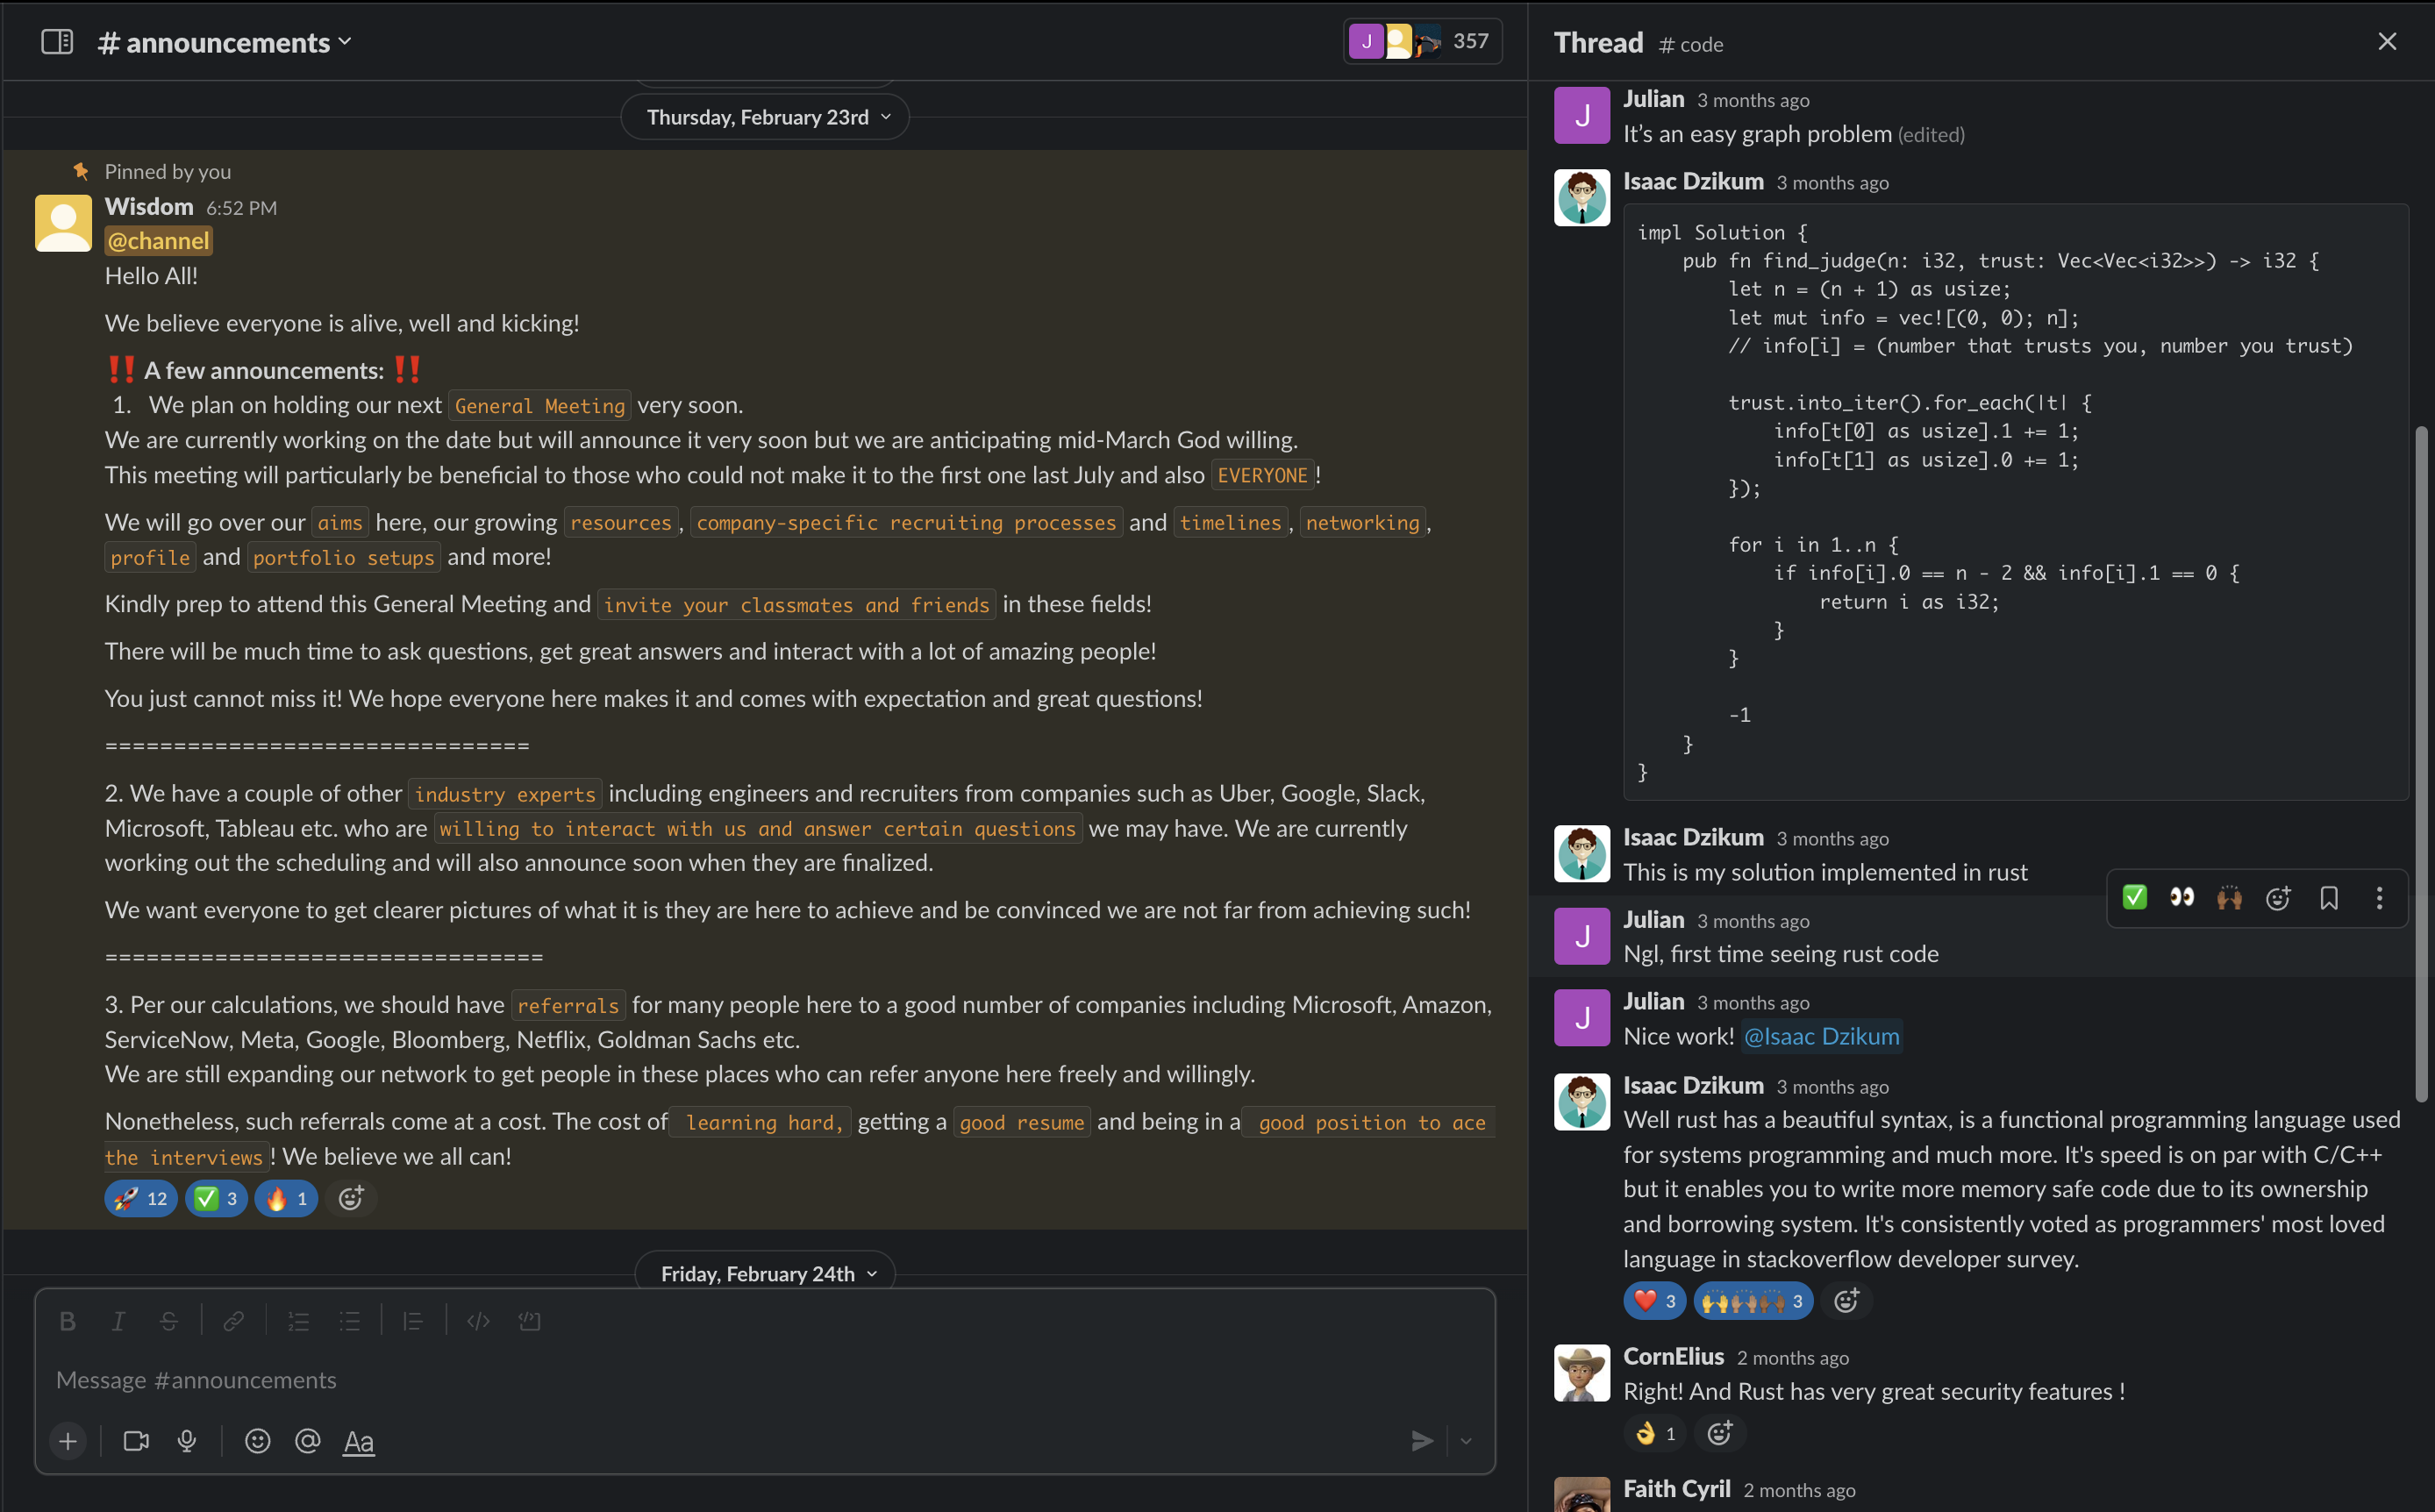 # announcements
J
357
Thursday, February 23rd
Pinned by you
Wisdom 6:52 PM
@channel
Hello All!
We believe everyone is alive, well and kicking!
‼️ A few announcements: ‼️
1. We plan on holding our next General Meeting very soon.
We are currently working on the date but will announce it very soon but we are anticipating mid-March God willing.
This meeting will particularly be beneficial to those who could not make it to the first one last July and also EVERYONE!
We will go over our aims here, our growing resources, company-specific recruiting processes and timelines, networking,
profile and portfolio setups and more!
Kindly prep to attend this General Meeting and invite your classmates and friends in these fields!
There will be much time to ask questions, get great answers and interact with a lot of amazing people!
You just cannot miss it! We hope everyone here makes it and comes with expectation and great questions!
===============================
2. We have a couple of other industry experts including engineers and recruiters from companies such as Uber, Google, Slack,
Microsoft, Tableau etc. who are willing to interact with us and answer certain questions we may have. We are currently
working out the scheduling and will also announce soon when they are finalized.
We want everyone to get clearer pictures of what it is they are here to achieve and be convinced we are not far from achieving such!
================================
3. Per our calculations, we should have referrals for many people here to a good number of companies including Microsoft, Amazon,
ServiceNow, Meta, Google, Bloomberg, Netflix, Goldman Sachs etc.
We are still expanding our network to get people in these places who can refer anyone here freely and willingly.
Nonetheless, such referrals come at a cost. The cost of learning hard, getting a good resume and being in a good position to ace
the interviews! We believe we all can!
🚀 12 ✅ 3 🔥 1
Friday, February 24th
B I S
Message #announcements
Aa
Thread # code
J
Julian 3 months ago
It's an easy graph problem (edited)
Isaac Dzikum 3 months ago
impl Solution {
    pub fn find_judge(n: i32, trust: Vec<Vec<i32>>) -> i32 {
        let n = (n + 1) as usize;
        let mut info = vec![(0, 0); n];
        // info[i] = (number that trusts you, number you trust)
        trust.into_iter().for_each(|t| {
            info[t[0] as usize].1 += 1;
            info[t[1] as usize].0 += 1;
        });
        for i in 1..n {
            if info[i].0 == n - 2 && info[i].1 == 0 {
                return i as i32;
            }
        }
        -1
    }
}
Isaac Dzikum 3 months ago
This is my solution implemented in rust
J
Julian 3 months ago
Ngl, first time seeing rust code
J
Julian 3 months ago
Nice work! @Isaac Dzikum
Isaac Dzikum 3 months ago
Well rust has a beautiful syntax, is a functional programming language used
for systems programming and much more. It's speed is on par with C/C++
but it enables you to write more memory safe code due to its ownership
and borrowing system. It's consistently voted as programmers' most loved
language in stackoverflow developer survey.
❤️ 3 🙌🙌🏽🙌🏾 3
CornElius 2 months ago
Right! And Rust has very great security features !
👌 1
Faith Cyril 2 months ago